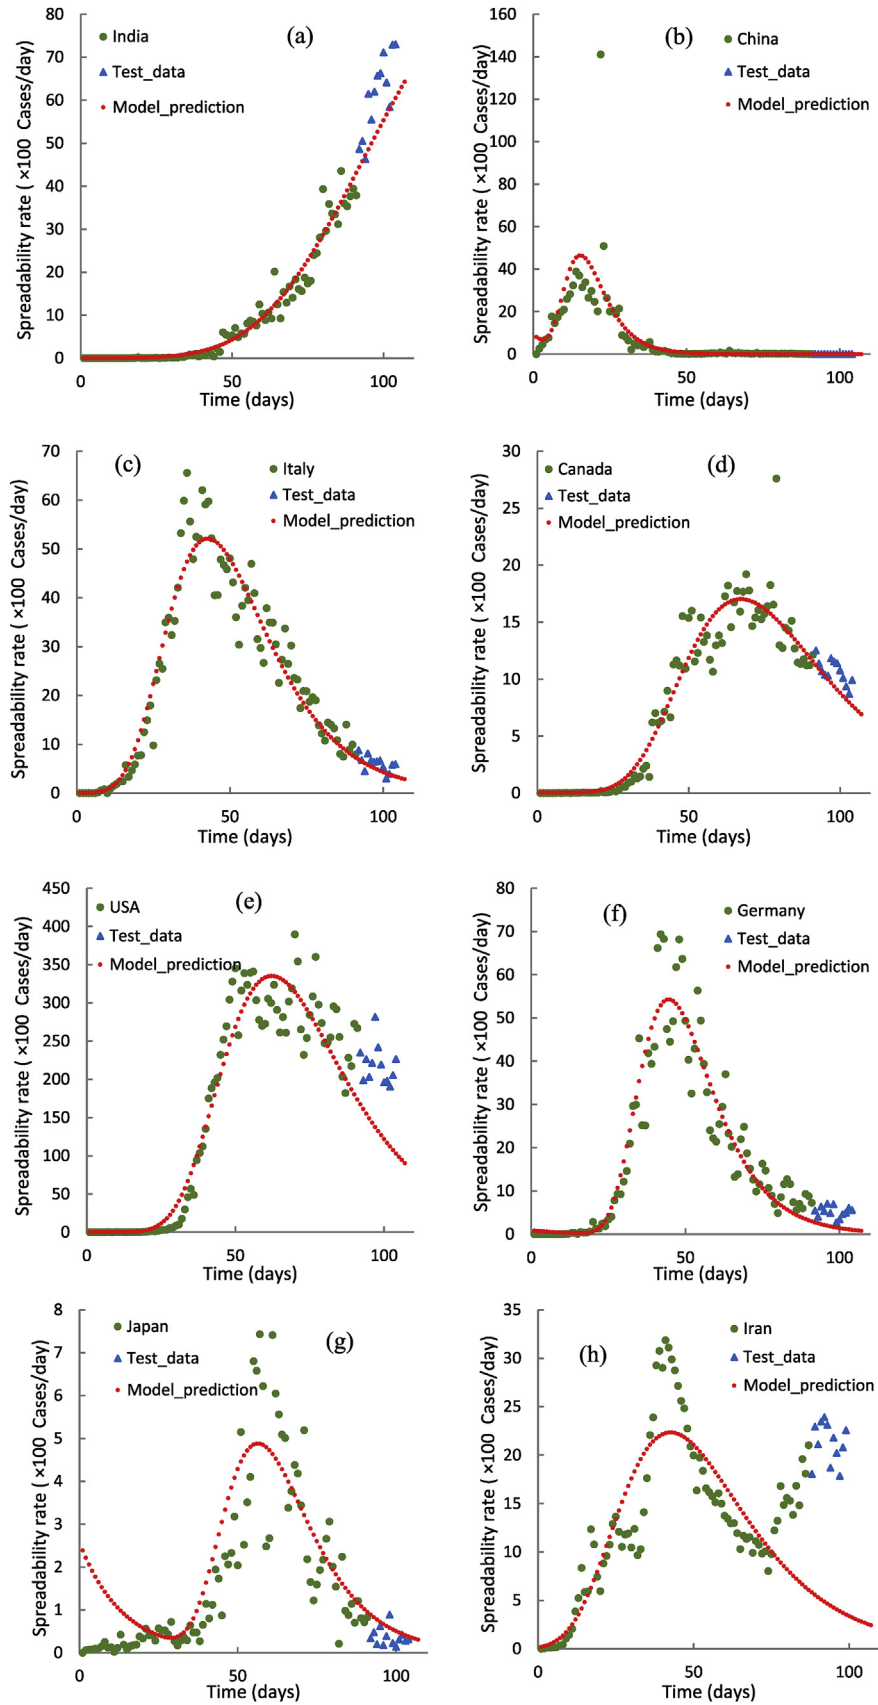 (a)
India
Test_data
Model_prediction
Spreadability rate ( ×100 Cases/day)
80
70
60
50
40
30
20
10
0
0 50 100
Time (days)
(b)
China
Test_data
Model_prediction
Spreadability rate ( ×100 Cases/day)
160
140
120
100
80
60
40
20
0
0 50 100
Time (days)
(c)
Italy
Test_data
Model_prediction
Spreadability rate ( ×100 Cases/day)
70
60
50
40
30
20
10
0
0 50 100
Time (days)
(d)
Canada
Test_data
Model_prediction
Spreadability rate ( ×100 Cases/day)
30
25
20
15
10
5
0
0 50 100
Time (days)
(e)
USA
Test_data
Model_prediction
Spreadability rate ( ×100 Cases/day)
450
400
350
300
250
200
150
100
50
0
0 50 100
Time (days)
(f)
Germany
Test_data
Model_prediction
Spreadability rate ( ×100 Cases/day)
80
70
60
50
40
30
20
10
0
0 50 100
Time (days)
(g)
Japan
Test_data
Model_prediction
Spreadability rate ( ×100 Cases/day)
8
7
6
5
4
3
2
1
0
0 50 100
Time (days)
(h)
Iran
Test_data
Model_prediction
Spreadability rate ( ×100 Cases/day)
35
30
25
20
15
10
5
0
0 50 100
Time (days)